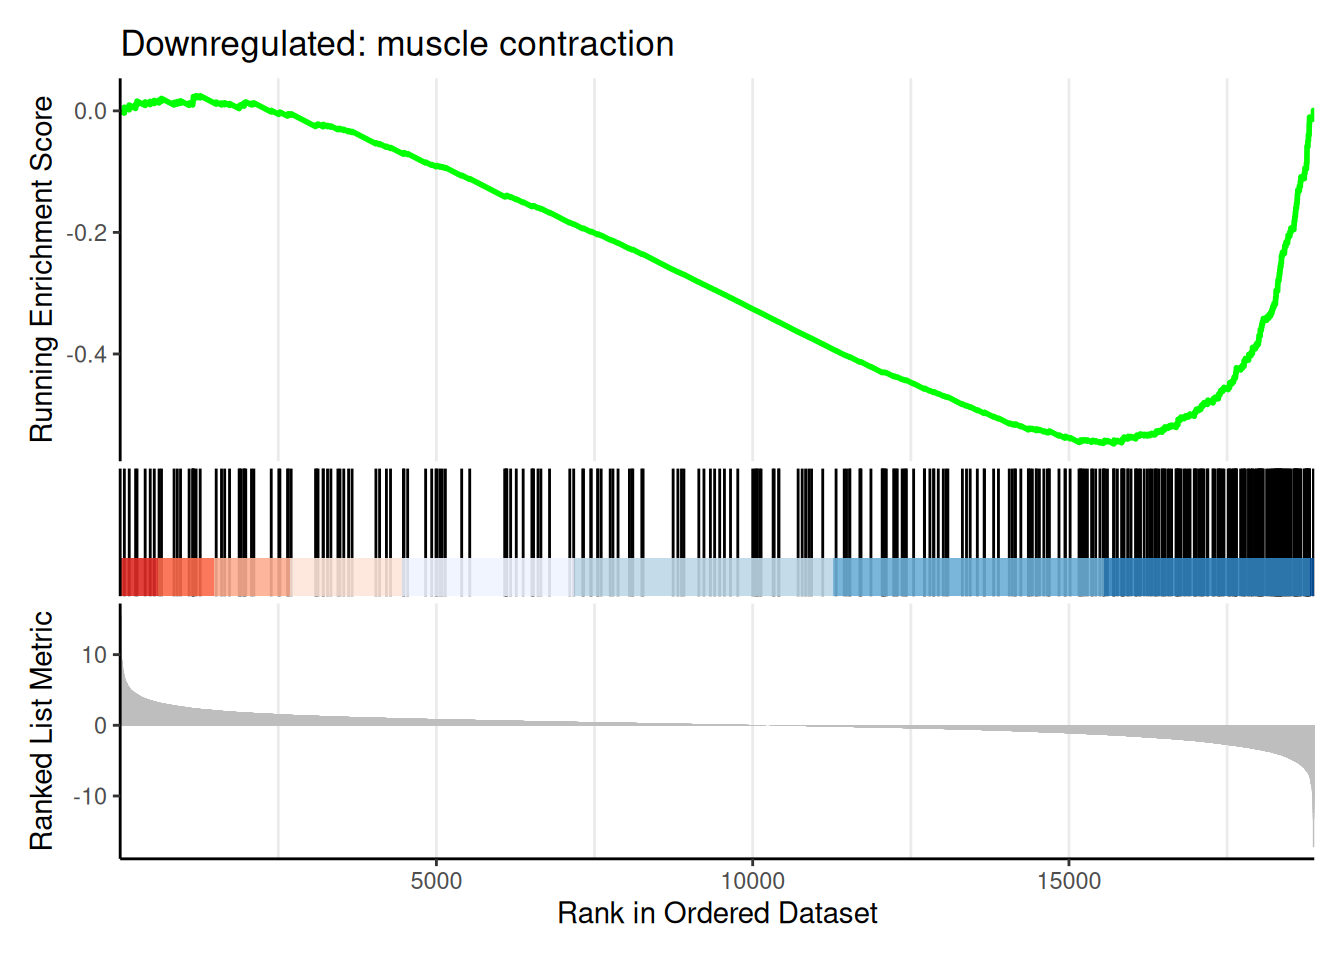 Downregulated: muscle contraction
Running Enrichment Score
0.0
-0.2
-0.4
Ranked List Metric
10
0
-10
5000 10000 15000
Rank in Ordered Dataset